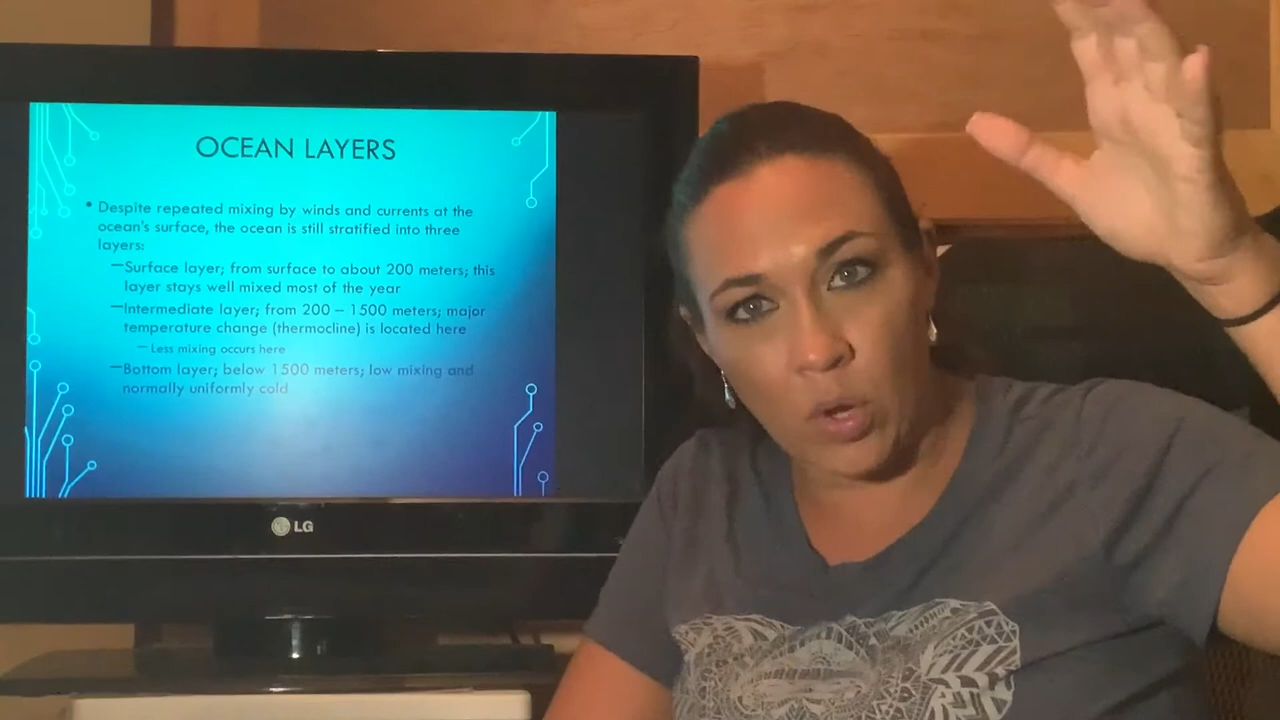 OCEAN LAYERS
• Despite repeated mixing by winds and currents at the
ocean's surface, the ocean is still stratified into three
layers:
—Surface layer; from surface to about 200 meters; this
layer stays well mixed most of the year
—Intermediate layer; from 200 – 1500 meters; major
temperature change (thermocline) is located here
— Less mixing occurs here
—Bottom layer; below 1500 meters; low mixing and
normally uniformly cold
LG